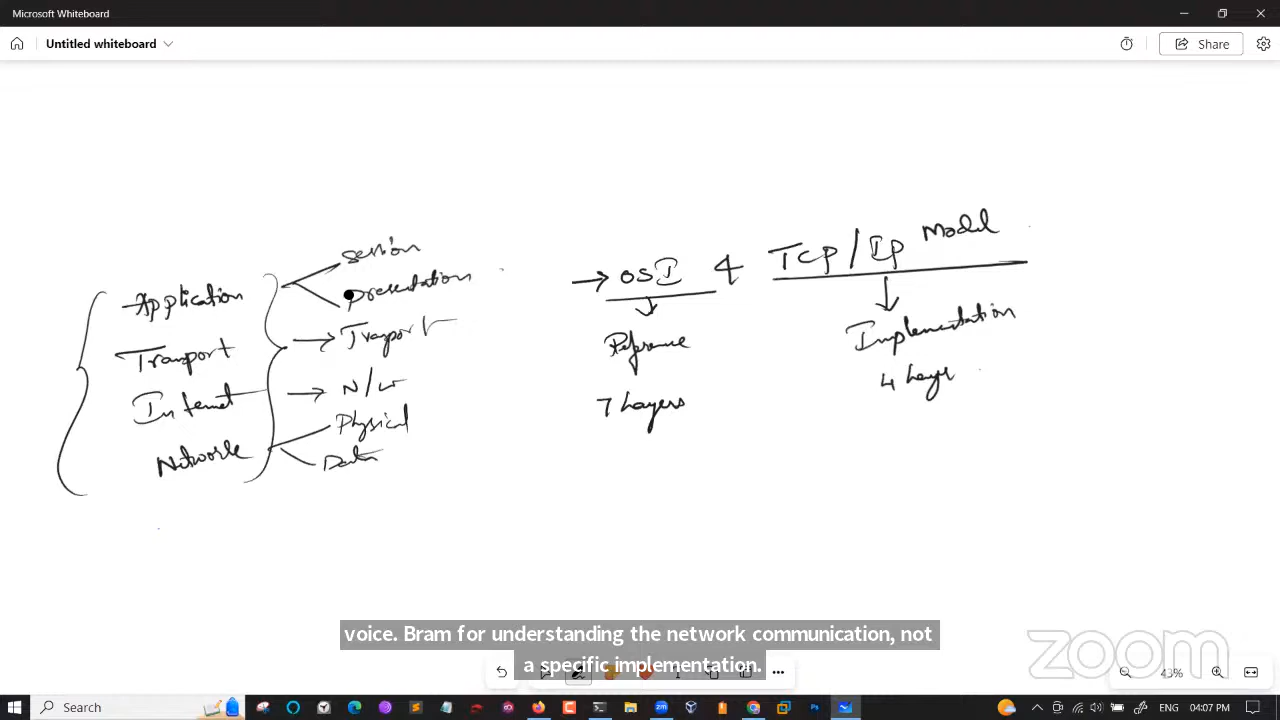 Microsoft Whiteboard
Untitled whiteboard
Share
Application
Transport
Internet
Network
session
presentation
Transport
N/w
Physical
Data
→ OSI & TCP/IP Model
Reference
7 Layers
Implementation
4 Laye
voice. Bram for understanding the network communication, not
a specific implementation.
zoom
43%
Search
ENG
04:07 PM